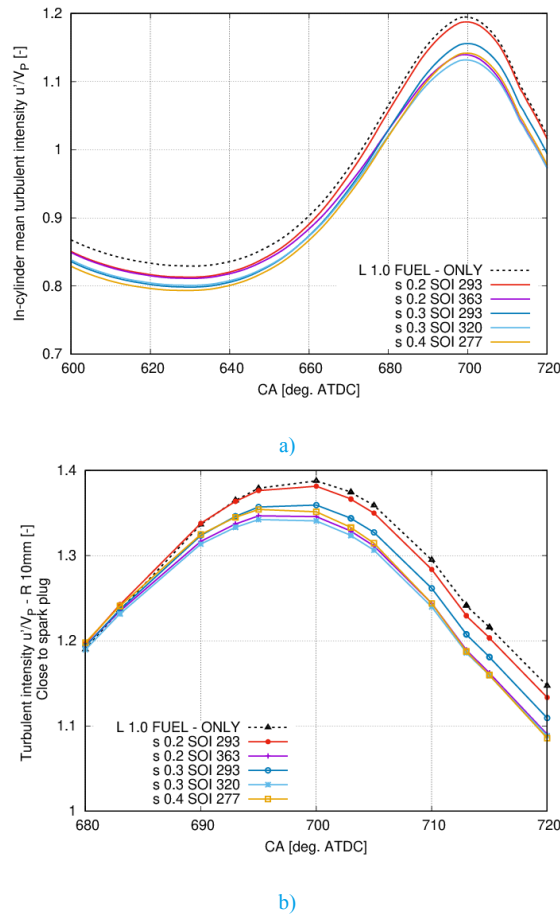 1.2
1.1
1
0.9
0.8
0.7
In-cylinder mean turbulent intensity u'/V_P [-]
L 1.0 FUEL - ONLY
s 0.2 SOI 293
s 0.2 SOI 363
s 0.3 SOI 293
s 0.3 SOI 320
s 0.4 SOI 277
600 620 640 660 680 700 720
CA [deg. ATDC]
a)
1.4
1.3
1.2
1.1
1
Turbulent intensity u'/V_P - R 10mm [-]
Close to spark plug
L 1.0 FUEL - ONLY
s 0.2 SOI 293
s 0.2 SOI 363
s 0.3 SOI 293
s 0.3 SOI 320
s 0.4 SOI 277
680 690 700 710 720
CA [deg. ATDC]
b)